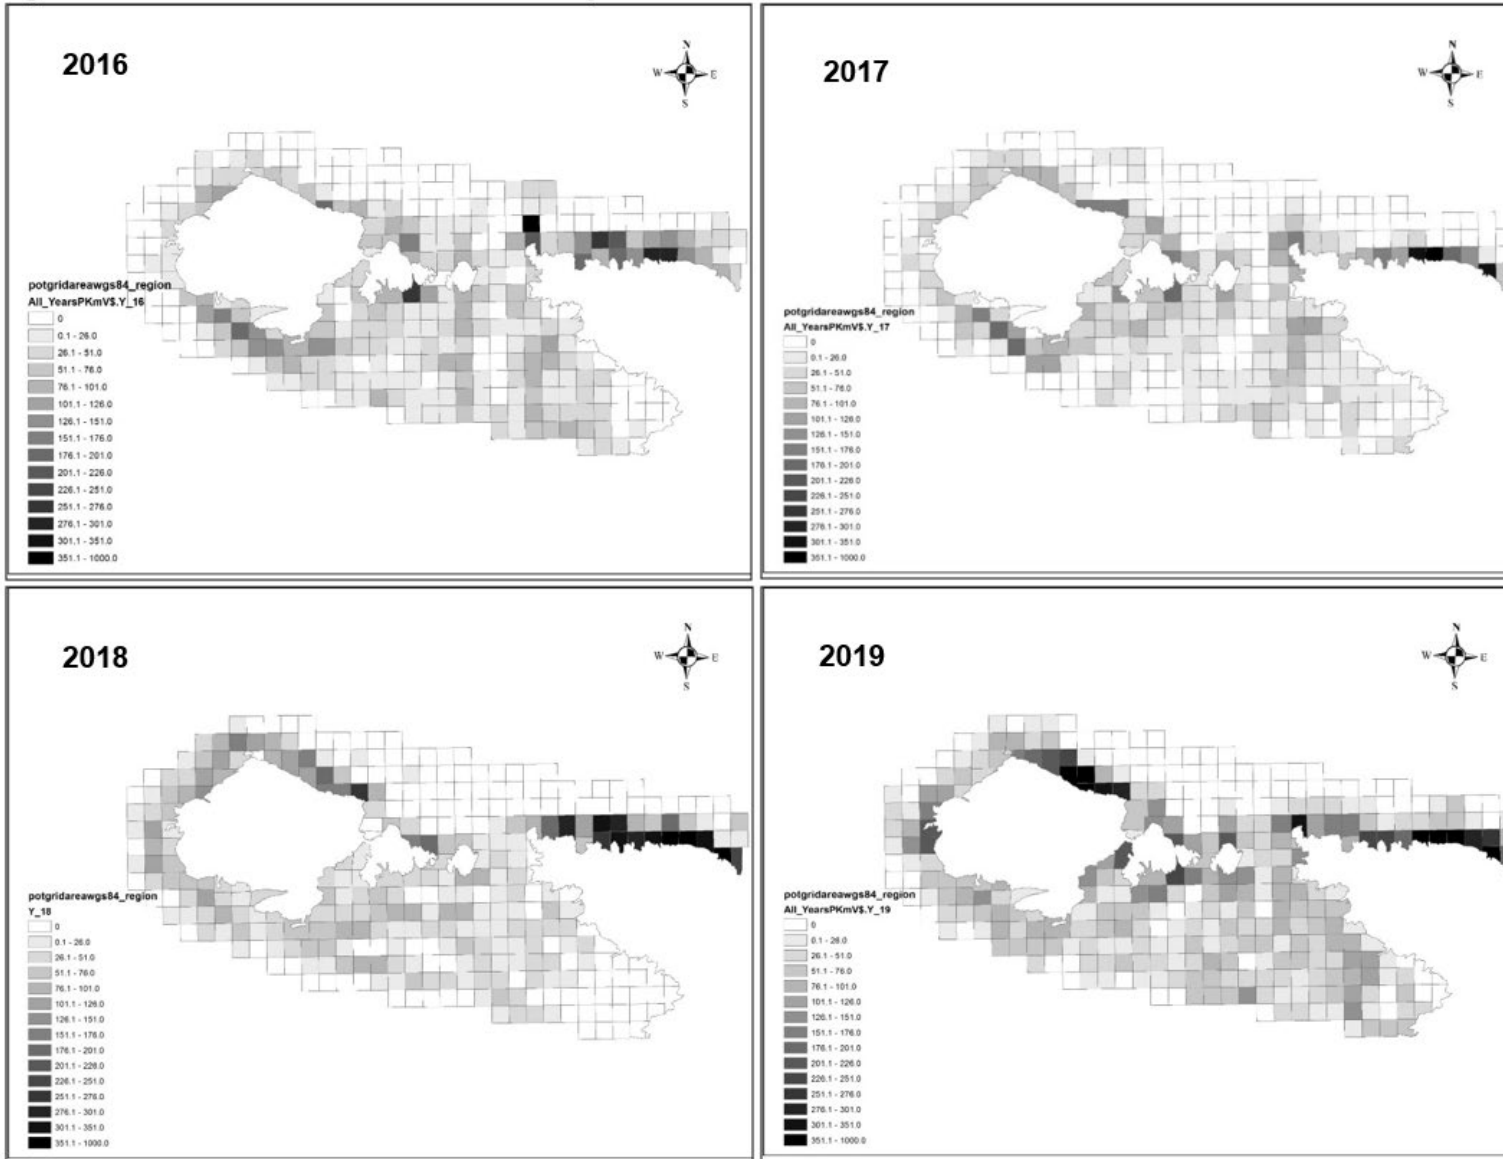 2016
N
W E
S
potgridareawgs84_region
All_YearsPKmV$.Y_16
0
0.1 - 26.0
26.1 - 51.0
51.1 - 76.0
76.1 - 101.0
101.1 - 126.0
126.1 - 151.0
151.1 - 176.0
176.1 - 201.0
201.1 - 226.0
226.1 - 251.0
251.1 - 276.0
276.1 - 301.0
301.1 - 351.0
351.1 - 1000.0
2017
N
W E
S
potgridareawgs84_region
All_YearsPKmV$.Y_17
0
0.1 - 26.0
26.1 - 51.0
51.1 - 76.0
76.1 - 101.0
101.1 - 126.0
126.1 - 151.0
151.1 - 176.0
176.1 - 201.0
201.1 - 226.0
226.1 - 251.0
251.1 - 276.0
276.1 - 301.0
301.1 - 351.0
351.1 - 1000.0
2018
N
W E
S
potgridareawgs84_region
Y_18
0
0.1 - 26.0
26.1 - 51.0
51.1 - 76.0
76.1 - 101.0
101.1 - 126.0
126.1 - 151.0
151.1 - 176.0
176.1 - 201.0
201.1 - 226.0
226.1 - 251.0
251.1 - 276.0
276.1 - 301.0
301.1 - 351.0
351.1 - 1000.0
2019
N
W E
S
potgridareawgs84_region
All_YearsPKmV$.Y_19
0
0.1 - 26.0
26.1 - 51.0
51.1 - 76.0
76.1 - 101.0
101.1 - 126.0
126.1 - 151.0
151.1 - 176.0
176.1 - 201.0
201.1 - 226.0
226.1 - 251.0
251.1 - 276.0
276.1 - 301.0
301.1 - 351.0
351.1 - 1000.0